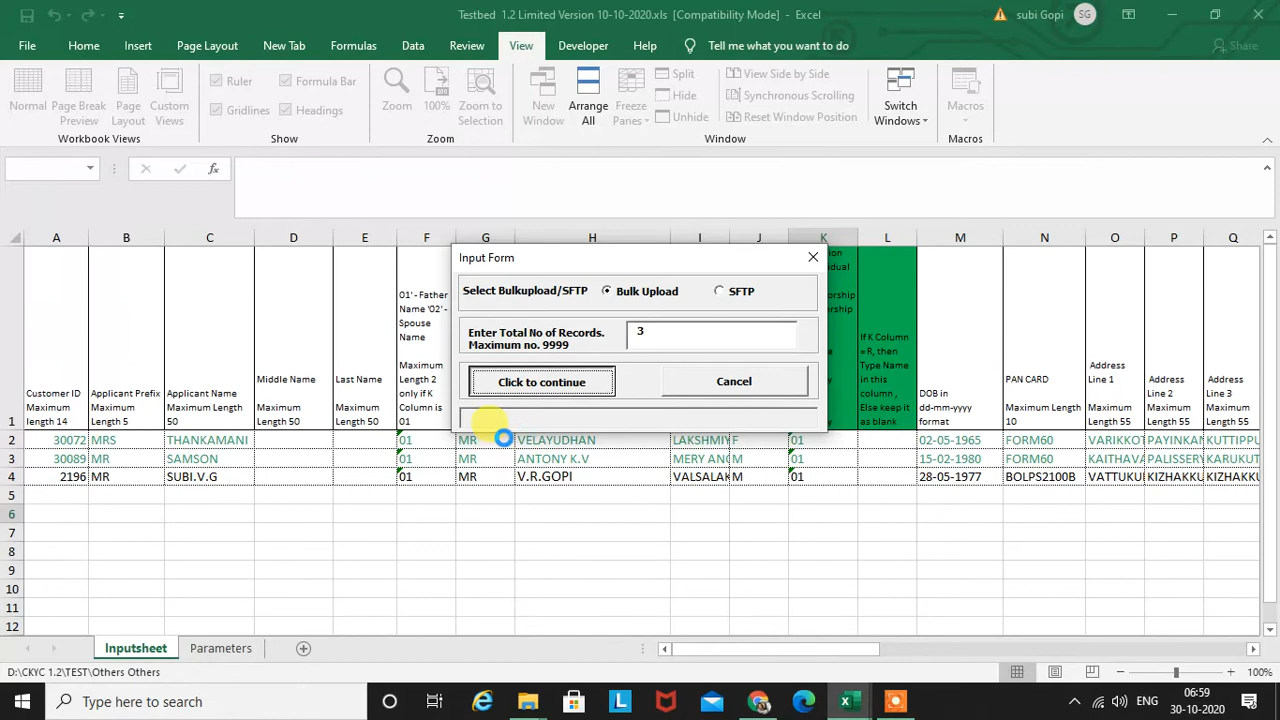 Testbed 1.2 Limited Version 10-10-2020.xls [Compatibility Mode] - Excel
subi Gopi SG
File Home Insert Page Layout New Tab Formulas Data Review View Developer Help Tell me what you want to do Share
Normal Page Break Preview Page Layout Custom Views
Workbook Views
Ruler Formula Bar
Gridlines Headings
Show
Zoom 100% Zoom to Selection
Zoom
New Window Arrange All Freeze Panes
Split
Hide
Unhide
View Side by Side
Synchronous Scrolling
Reset Window Position
Switch Windows
Window
Macros
Macros
fx
A B C D E F G H I J K L M N O P Q
1
Customer ID
Maximum
length 14
Applicant Prefix
Maximum
Length 5
Applicant Name
Maximum Length
50
Middle Name
Maximum
Length 50
Last Name
Maximum
Length 50
01' - Father
Name '02' -
Spouse
Name
Maximum
Length 2
only if K
Column is
01
If K Column
= R, then
Type Name
in this
column ,
Else keep it
as blank
DOB in
dd-mm-yyyy
format
PAN CARD
Maximum Length
10
Address
Line 1
Maximum
Length 55
Address
Line 2
Maximum
Length 55
Address
Line 3
Maximum
Length 55
Input Form
Select Bulkupload/SFTP Bulk Upload SFTP
Enter Total No of Records.
Maximum no. 9999
3
Click to continue Cancel
2 30072 MRS THANKAMANI 01 MR VELAYUDHAN LAKSHMIY F 01 02-05-1965 FORM60 VARIKKOT PAYINKAN KUTTIPPU
3 30089 MR SAMSON 01 MR ANTONY K.V MERY ANC M 01 15-02-1980 FORM60 KAITHAVA PALISSERY KARUKUT
4 2196 MR SUBI.V.G 01 MR V.R.GOPI VALSALAK M 01 28-05-1977 BOLPS2100B VATTUKU KIZHAKKU KIZHAKKU
5
6
7
8
9
10
11
12
Inputsheet Parameters
D:\CKYC 1.2\TEST\Others Others
100%
Type here to search
ENG
06:59
30-10-2020